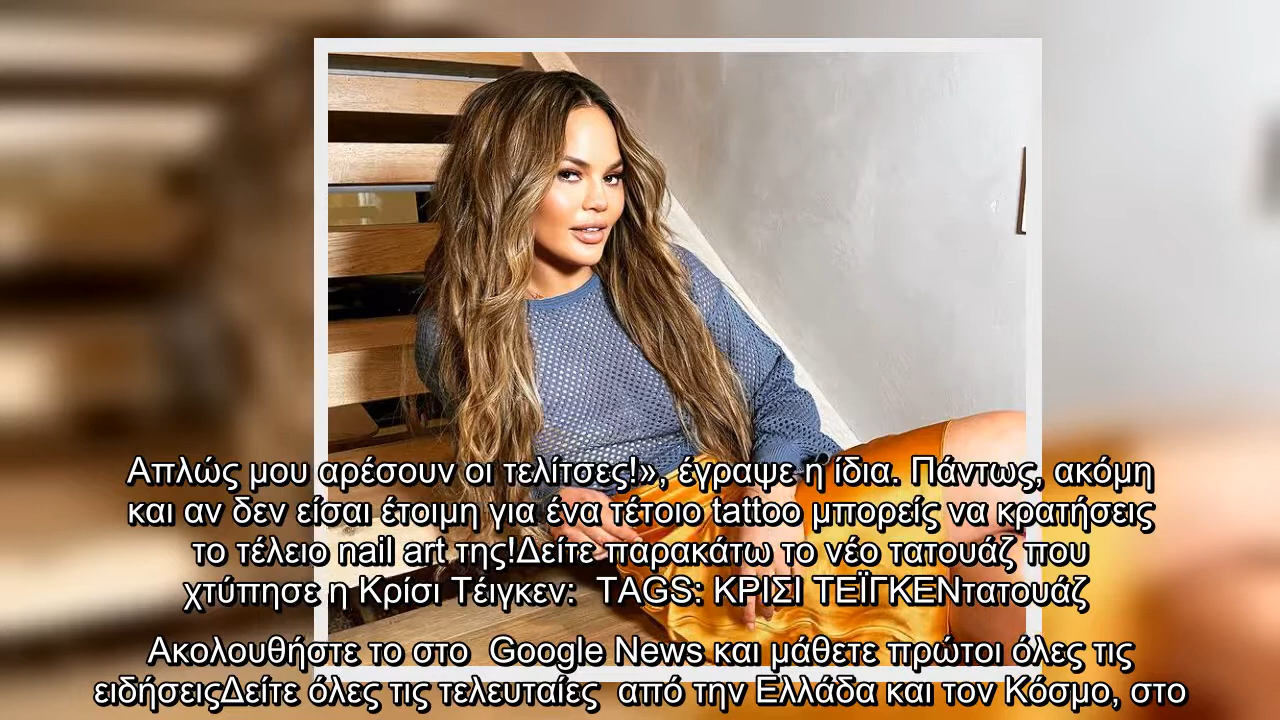 Απλώς μου αρέσουν οι τελίτσες!», έγραψε η ίδια. Πάντως, ακόμη
και αν δεν είσαι έτοιμη για ένα τέτοιο tattoo μπορείς να κρατήσεις
το τέλειο nail art της!Δείτε παρακάτω το νέο τατουάζ που
χτύπησε η Κρίσι Τέιγκεν:  TAGS: ΚΡΙΣΙ ΤΕΪΓΚΕΝτατουάζ
Ακολουθήστε το στο  Google News και μάθετε πρώτοι όλες τις
ειδήσειςΔείτε όλες τις τελευταίες  από την Ελλάδα και τον Κόσμο, στο